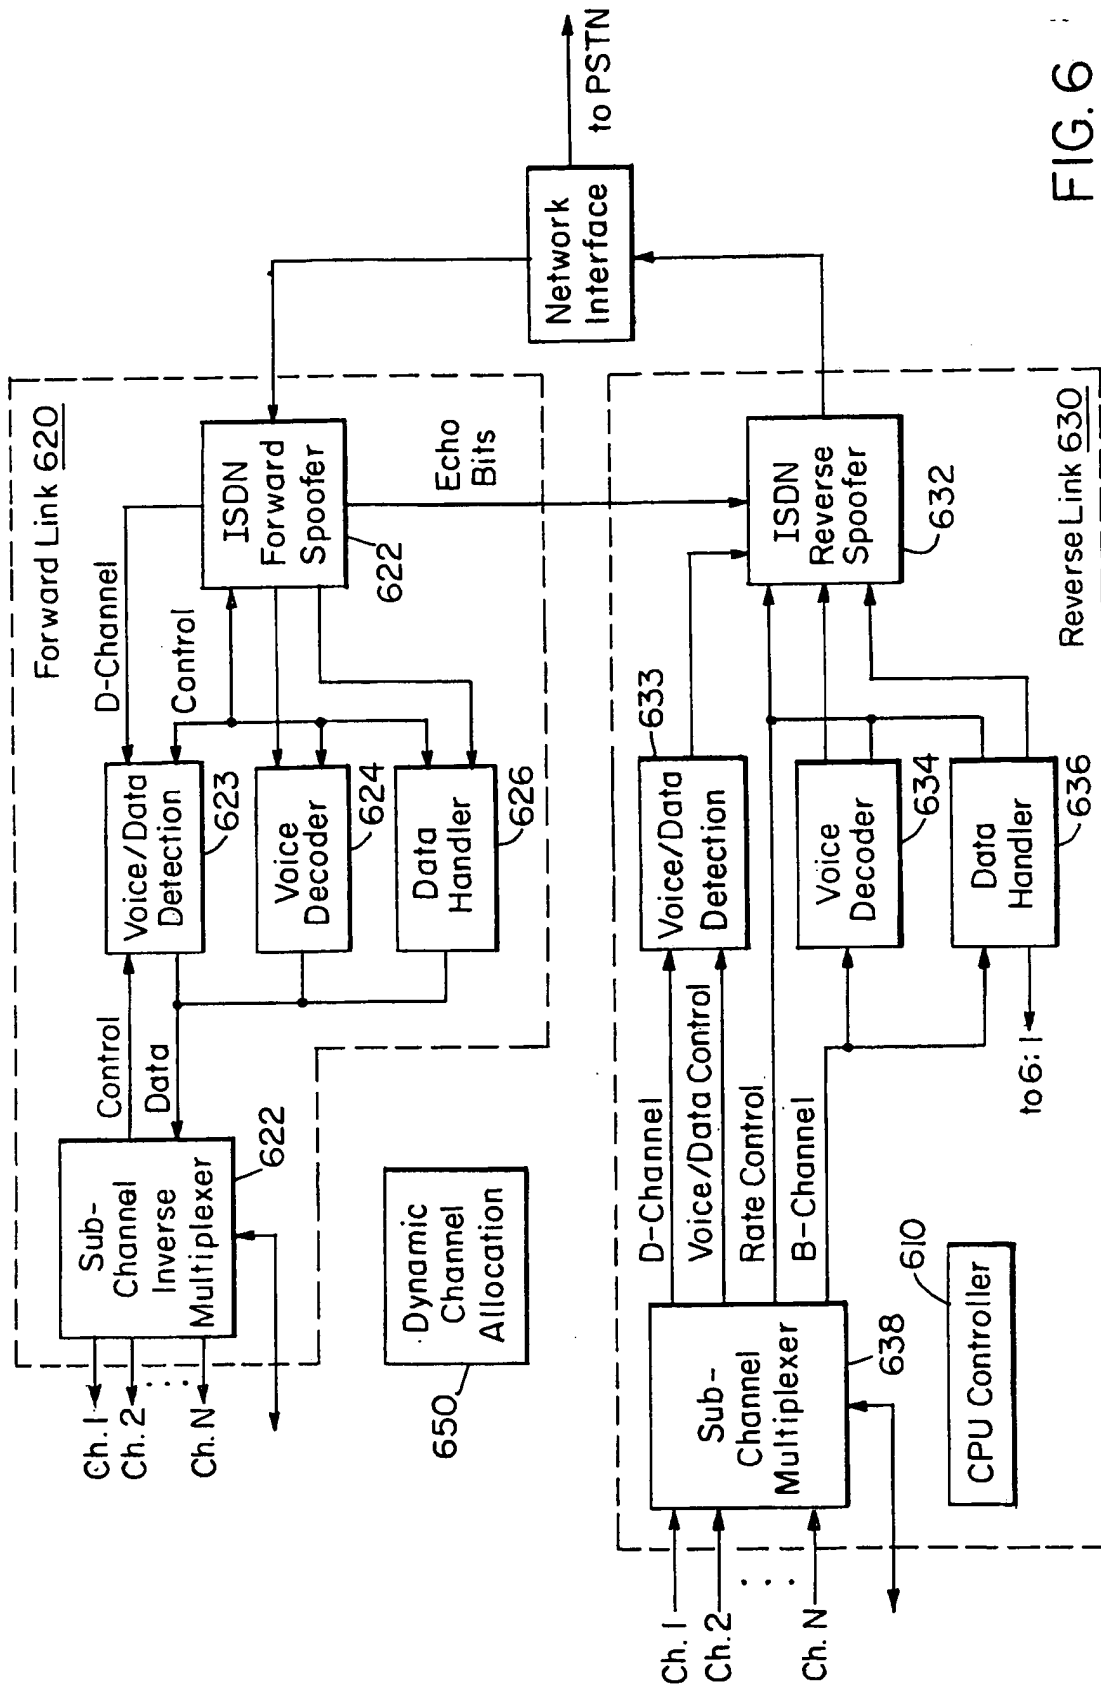 Forward Link 620
Sub-
Channel
Inverse
Multiplexer
622
Ch. 1
Ch. 2
Ch. N
Control
Data
Voice/Data
Detection
623
Voice
Decoder
624
Data
Handler
626
D-Channel
Control
ISDN
Forward
Spoofer
622
Echo
Bits
Network
Interface
to PSTN
Dynamic
Channel
Allocation
650
Reverse Link 630
Ch. 1
Ch. 2
Ch. N
Sub-
Channel
Multiplexer
638
D-Channel
Voice/Data Control
Rate Control
B-Channel
Voice/Data
Detection
633
Voice
Decoder
634
Data
Handler
636
to 6:1
ISDN
Reverse
Spoofer
632
CPU Controller
610
FIG. 6